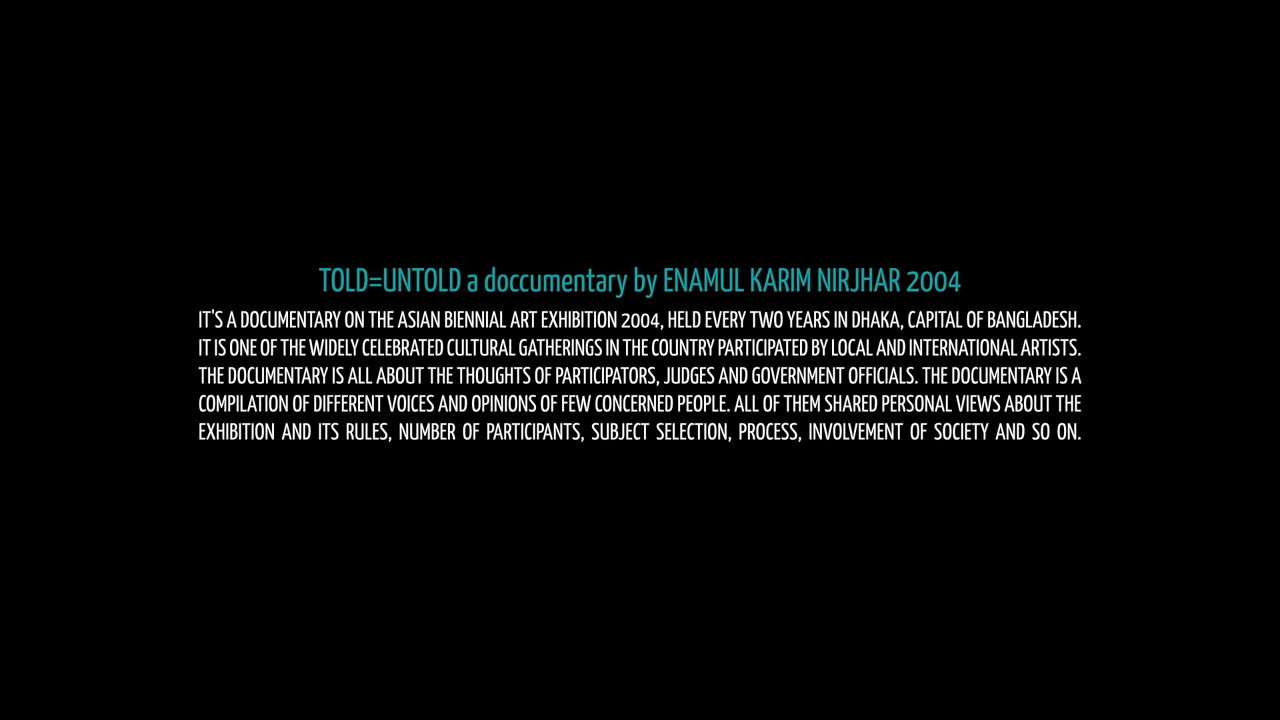 TOLD=UNTOLD a doccumentary by ENAMUL KARIM NIRJHAR 2004
IT'S A DOCUMENTARY ON THE ASIAN BIENNIAL ART EXHIBITION 2004, HELD EVERY TWO YEARS IN DHAKA, CAPITAL OF BANGLADESH.
IT IS ONE OF THE WIDELY CELEBRATED CULTURAL GATHERINGS IN THE COUNTRY PARTICIPATED BY LOCAL AND INTERNATIONAL ARTISTS.
THE DOCUMENTARY IS ALL ABOUT THE THOUGHTS OF PARTICIPATORS, JUDGES AND GOVERNMENT OFFICIALS. THE DOCUMENTARY IS A
COMPILATION OF DIFFERENT VOICES AND OPINIONS OF FEW CONCERNED PEOPLE. ALL OF THEM SHARED PERSONAL VIEWS ABOUT THE
EXHIBITION AND ITS RULES, NUMBER OF PARTICIPANTS, SUBJECT SELECTION, PROCESS, INVOLVEMENT OF SOCIETY AND SO ON.